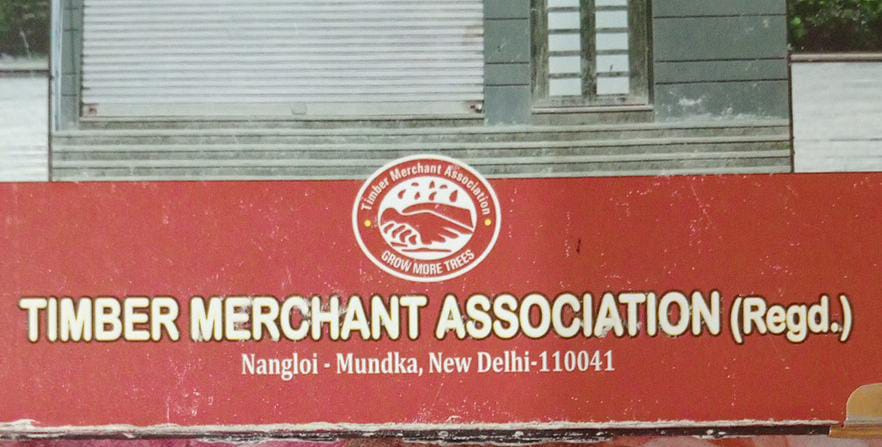 Timber Merchant Association
GROW MORE TREES
TIMBER MERCHANT ASSOCIATION (Regd.)
Nangloi - Mundka, New Delhi-110041